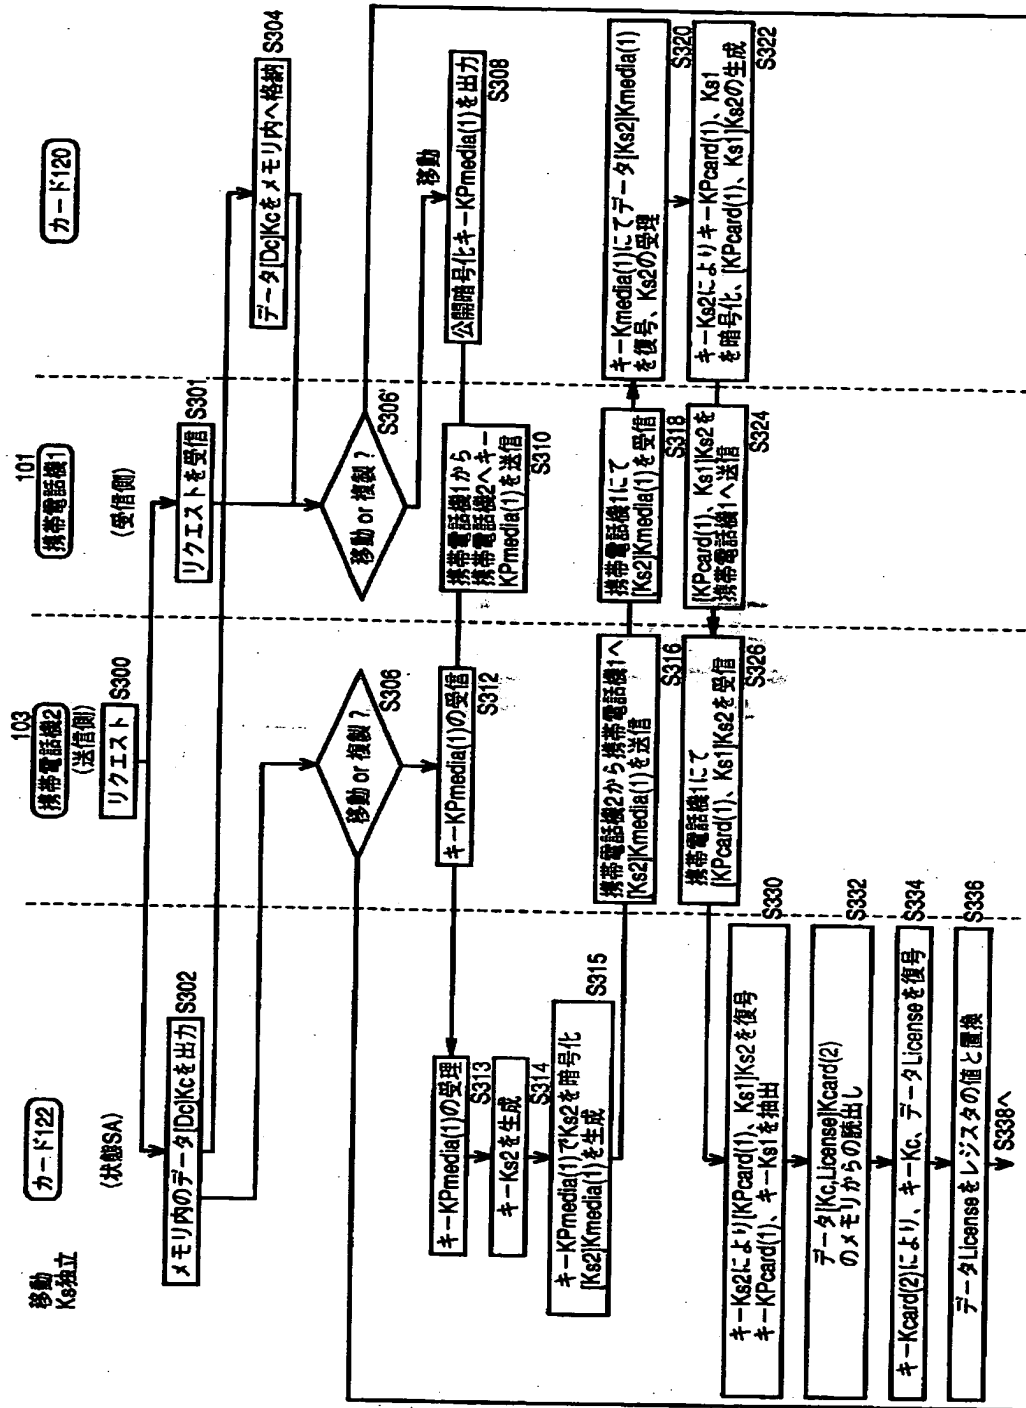 移動
Ks独立
カード122
(状態SA)
103
携帯電話機2
(送信側)
101
携帯電話機1
(受信側)
カード120
リクエスト
S300
リクエストを受信
S301
メモリ内のデータ[Dc]Kcを出力
S302
データ[Dc]Kcをメモリ内へ格納
S304
移動 or 複製 ?
S306
移動 or 複製 ?
S306'
移動
公開暗号化キーKPmedia(1)を出力
S308
携帯電話機1から
携帯電話機2へキー
KPmedia(1)を送信
S310
キーKPmedia(1)の受信
S312
キーKPmedia(1)の受理
S313
キーKs2を生成
S314
キーKPmedia(1)でKs2を暗号化
[Ks2]Kmedia(1)を生成
S315
携帯電話機2から携帯電話機1へ
[Ks2]Kmedia(1)を送信
S316
携帯電話機1にて
[Ks2]Kmedia(1)を受信
S318
キーKmedia(1)にてデータ[Ks2]Kmedia(1)
を復号、Ks2の受理
S320
キーKs2によりキーKPcard(1)、Ks1
を暗号化、[KPcard(1)、Ks1]Ks2の生成
S322
[KPcard(1)、Ks1]Ks2を
携帯電話機1へ送信
S324
携帯電話機1にて
[KPcard(1)、Ks1]Ks2を受信
S326
キーKs2により[KPcard(1)、Ks1]Ks2を復号
キーKPcard(1)、キーKs1を抽出
S330
データ[Kc,License]Kcard(2)
のメモリからの読出し
S332
キーKcard(2)により、キーKc、データLicenseを復号
S334
データLicenseをレジスタの値と置換
S336
S338へ